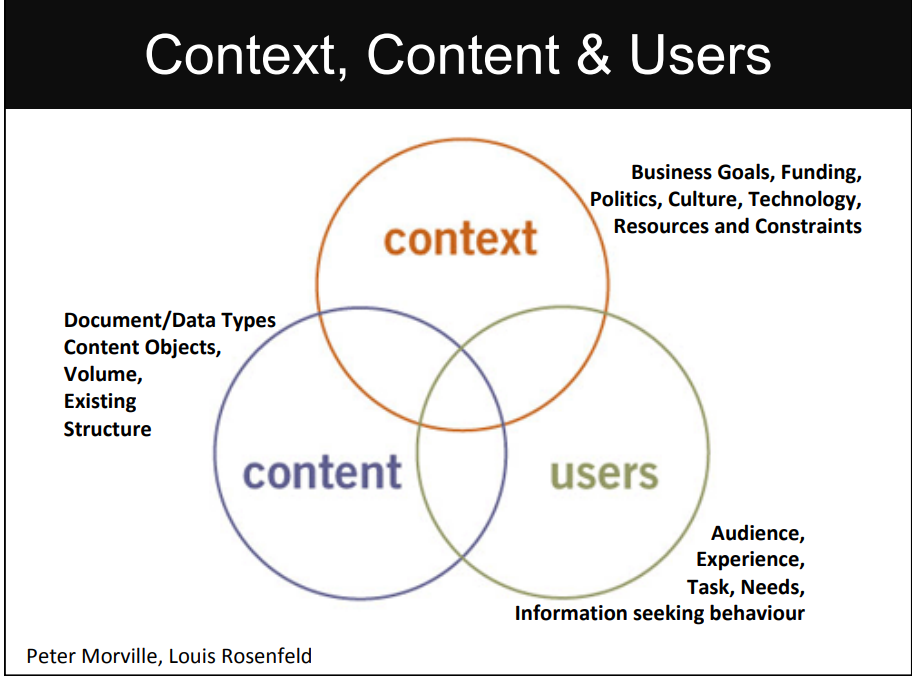 Context, Content & Users
context
Business Goals, Funding,
Politics, Culture, Technology,
Resources and Constraints
Document/Data Types
Content Objects,
Volume,
Existing
Structure
content
users
Audience,
Experience,
Task, Needs,
Information seeking behaviour
Peter Morville, Louis Rosenfeld